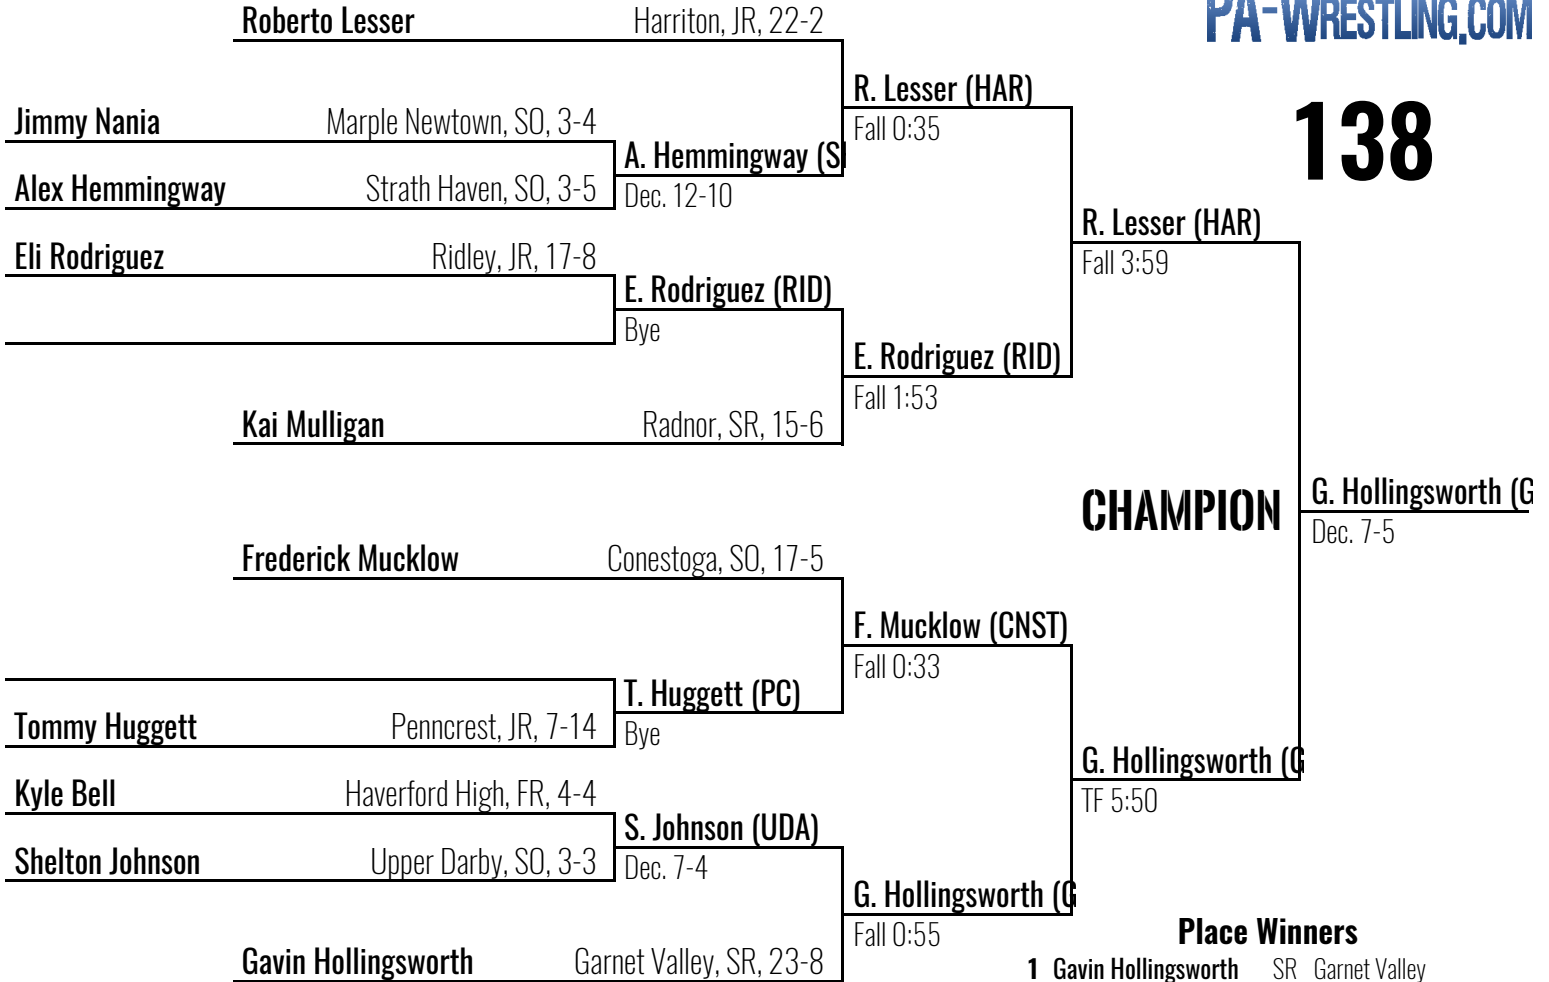 PA-WRESTLING.COM
138
Roberto Lesser Harriton, JR, 22-2
R. Lesser (HAR)
Fall 0:35
Jimmy Nania Marple Newtown, SO, 3-4
A. Hemmingway (S
Dec. 12-10
Alex Hemmingway Strath Haven, SO, 3-5
R. Lesser (HAR)
Fall 3:59
Eli Rodriguez Ridley, JR, 17-8
E. Rodriguez (RID)
Bye
E. Rodriguez (RID)
Fall 1:53
Kai Mulligan Radnor, SR, 15-6
CHAMPION
G. Hollingsworth (G
Dec. 7-5
Frederick Mucklow Conestoga, SO, 17-5
F. Mucklow (CNST)
Fall 0:33
T. Huggett (PC)
Bye
Tommy Huggett Penncrest, JR, 7-14
G. Hollingsworth (G
TF 5:50
Kyle Bell Haverford High, FR, 4-4
S. Johnson (UDA)
Dec. 7-4
Shelton Johnson Upper Darby, SO, 3-3
G. Hollingsworth (G
Fall 0:55
Gavin Hollingsworth Garnet Valley, SR, 23-8
Place Winners
1 Gavin Hollingsworth SR Garnet Valley